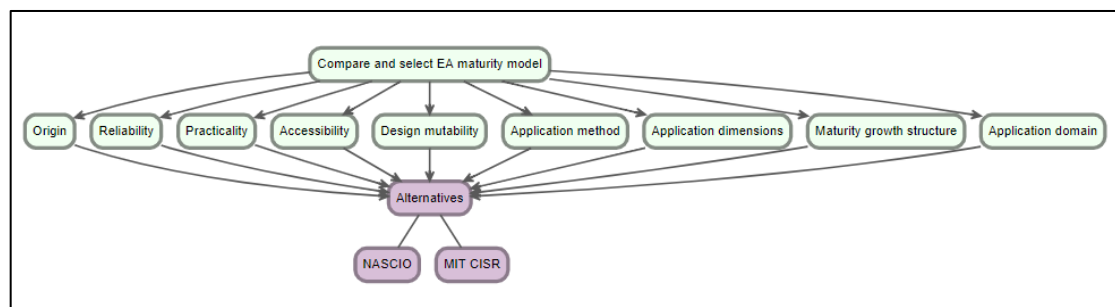 Compare and select EA maturity model
Origin
Reliability
Practicality
Accessibility
Design mutability
Application method
Application dimensions
Maturity growth structure
Application domain
Alternatives
NASCIO
MIT CISR